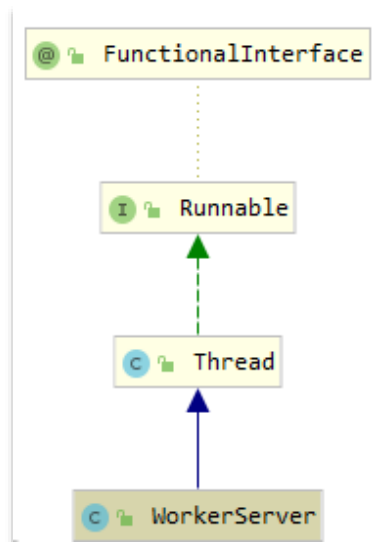 @ FunctionalInterface
I Runnable
C Thread
C WorkerServer